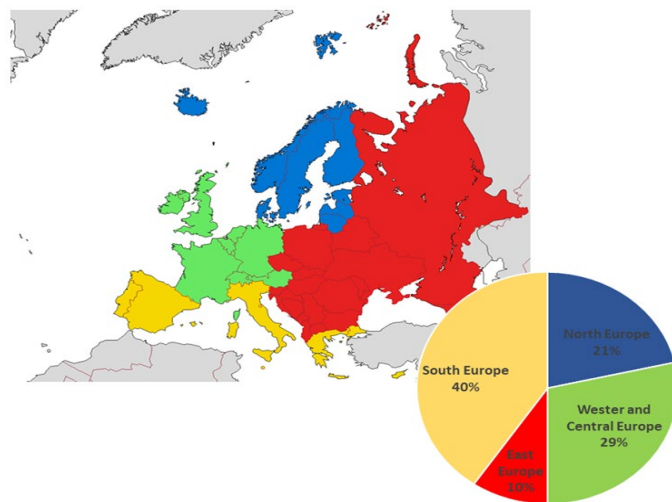 North Europe
21%
South Europe
40%
Wester and
Central Europe
29%
East
Europe
10%